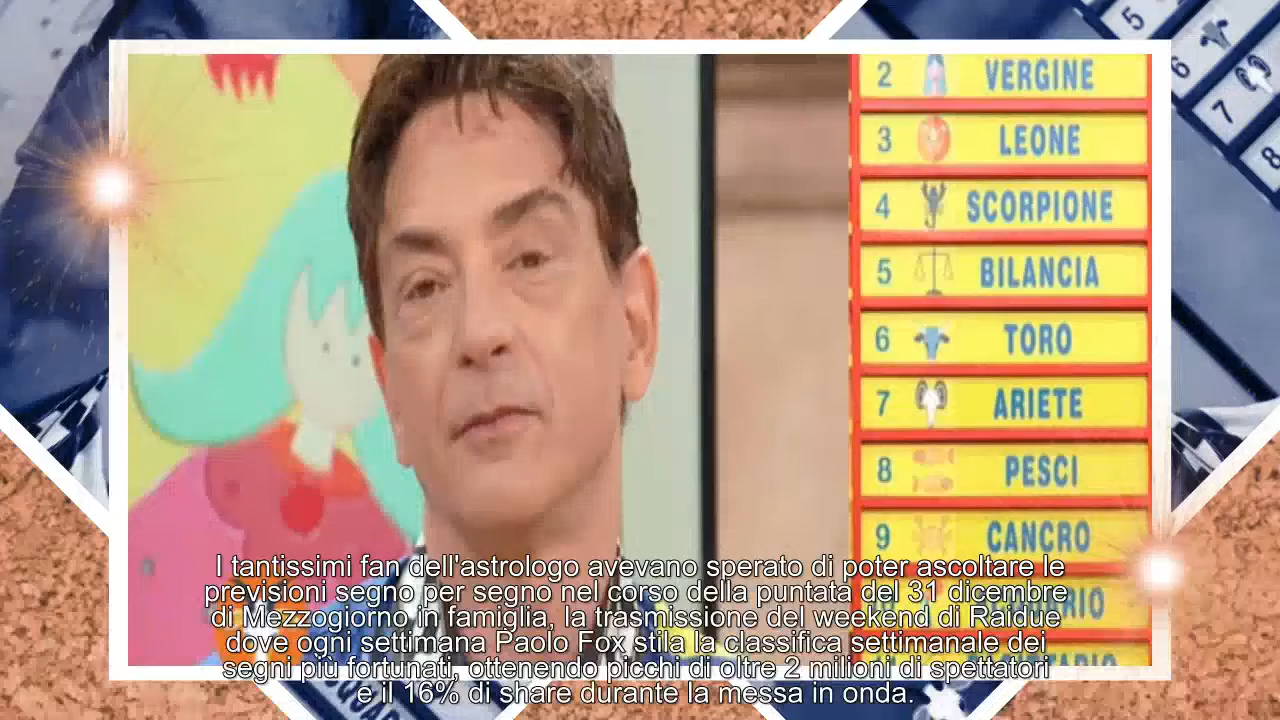 5
6
7
8
2 VERGINE
3 LEONE
4 SCORPIONE
5 BILANCIA
6 TORO
7 ARIETE
8 PESCI
9 CANCRO
I tantissimi fan dell'astrologo avevano sperato di poter ascoltare le
previsioni segno per segno nel corso della puntata del 31 dicembre
di Mezzogiorno in famiglia, la trasmissione del weekend di Raidue
dove ogni settimana Paolo Fox stila la classifica settimanale dei
segni più fortunati, ottenendo picchi di oltre 2 milioni di spettatori
e il 16% di share durante la messa in onda.